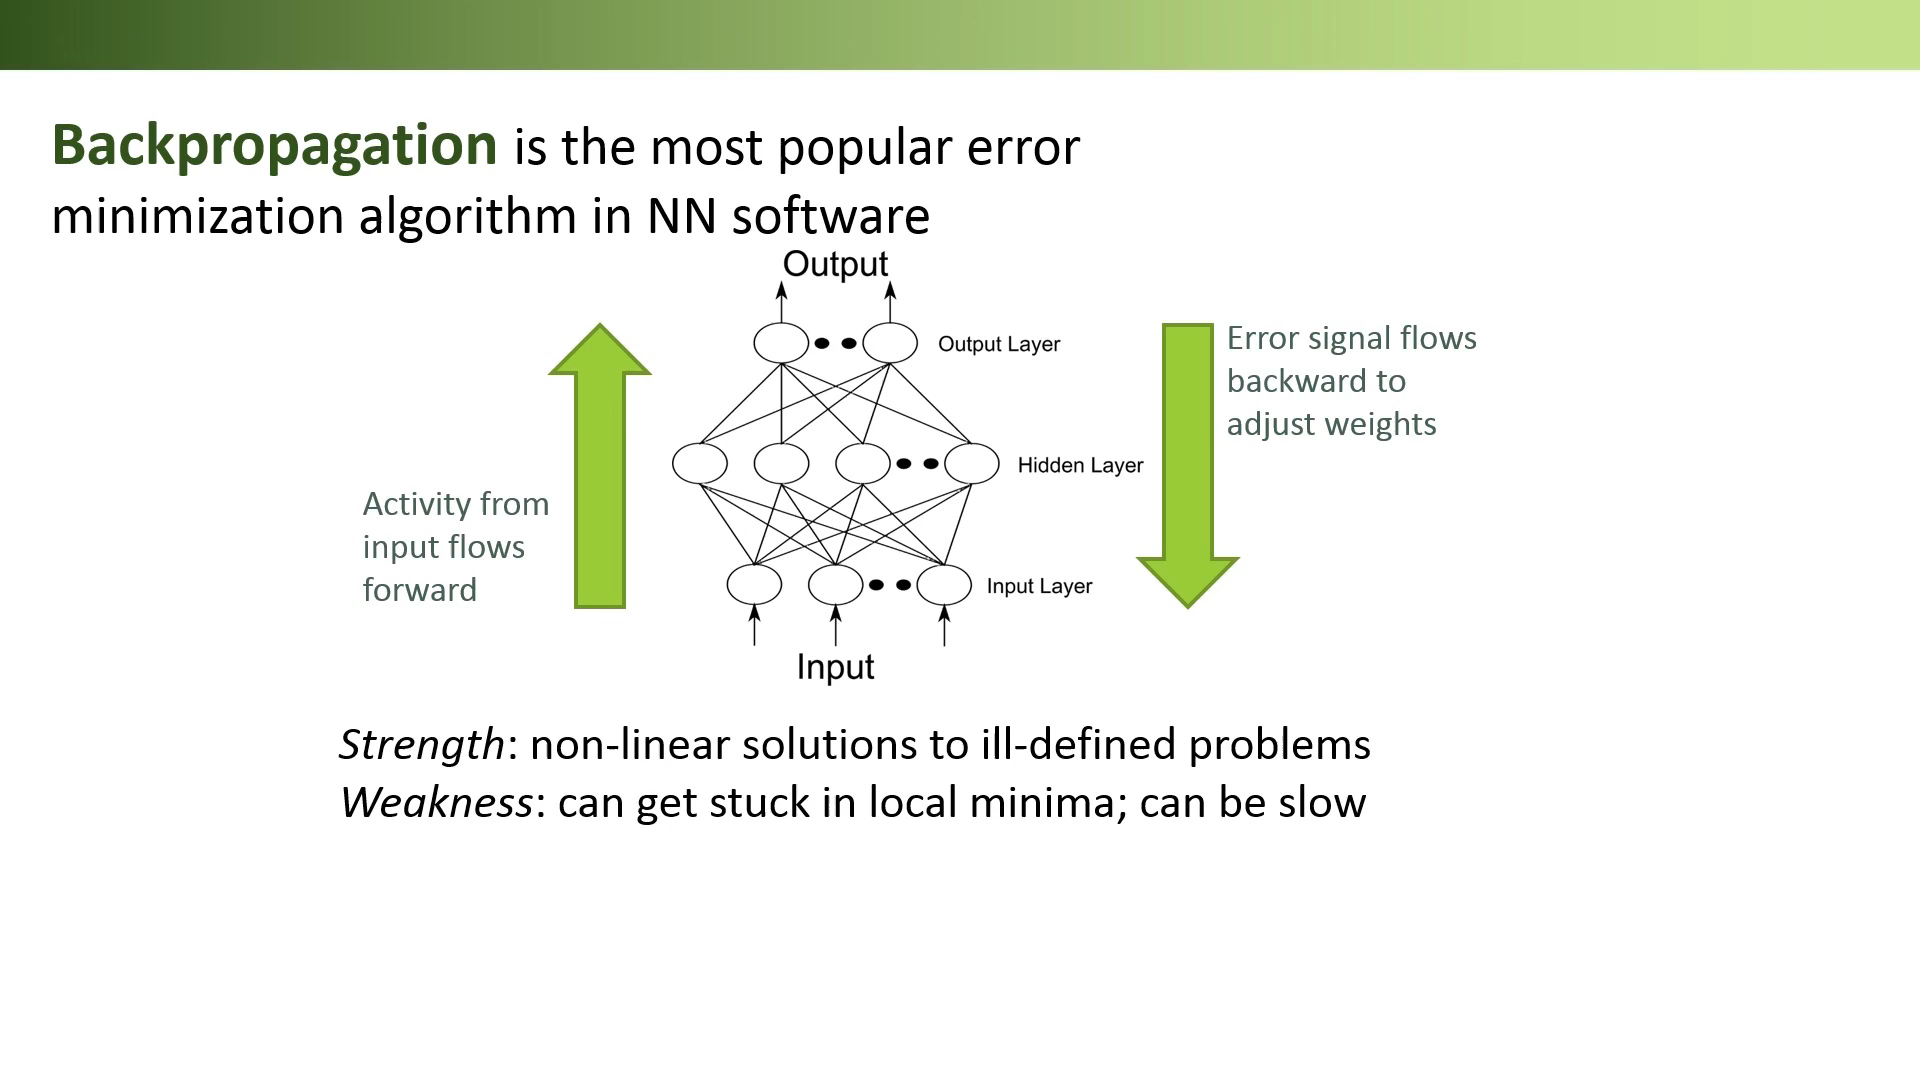 Backpropagation is the most popular error
minimization algorithm in NN software
Output
Output Layer
Error signal flows
backward to
adjust weights
Hidden Layer
Activity from
input flows
forward
Input Layer
Input
Strength: non-linear solutions to ill-defined problems
Weakness: can get stuck in local minima; can be slow